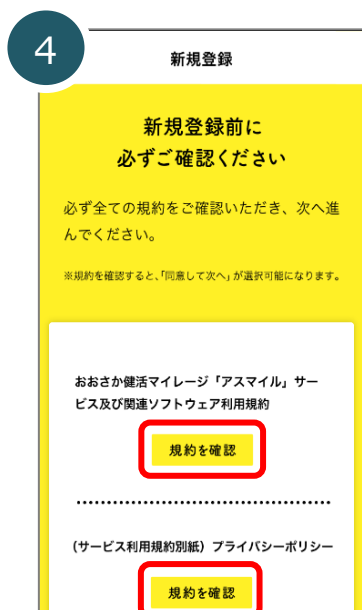 4
新規登録
新規登録前に
必ずご確認ください
必ず全ての規約をご確認いただき、次へ進
んでください。
※規約を確認すると、「同意して次へ」が選択可能になります。
おおさか健活マイレージ「アスマイル」サー
ビス及び関連ソフトウェア利用規約
規約を確認
(サービス利用規約別紙) プライバシーポリシー
規約を確認